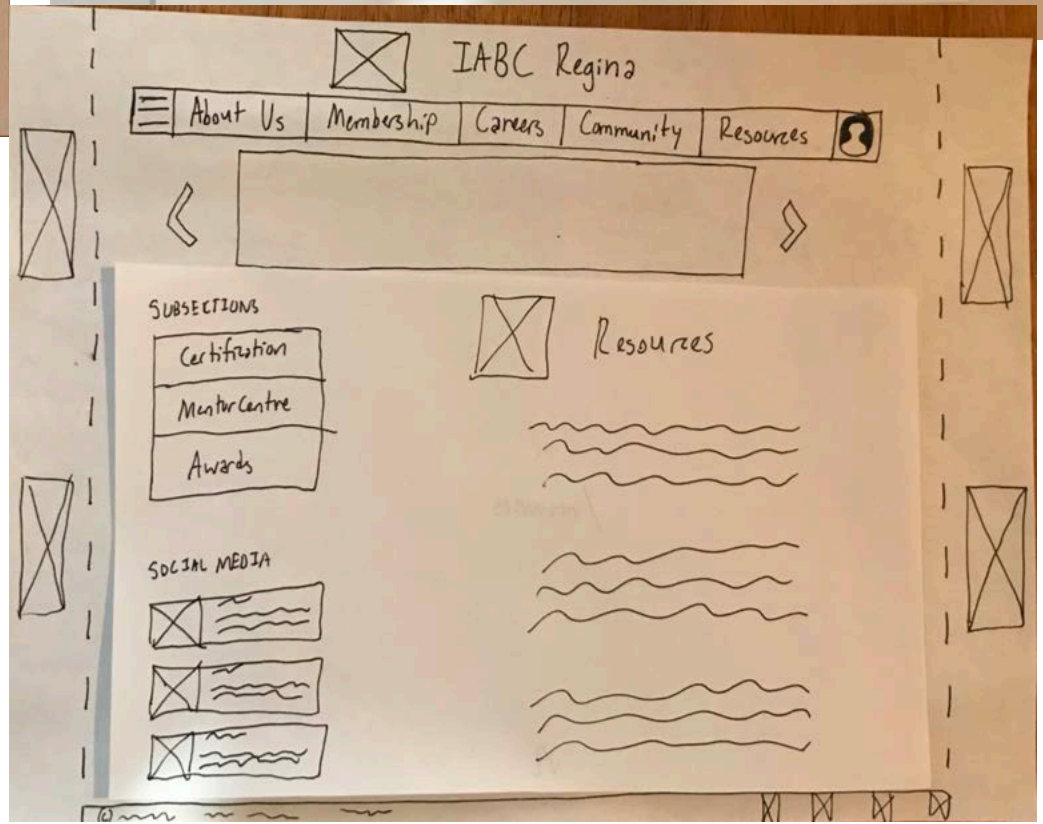 IABC Regina
About Us Membership Careers Community Resources
SUBSECTIONS
Resources
Certification
Mentor Centre
Awards
SOCIAL MEDIA
©